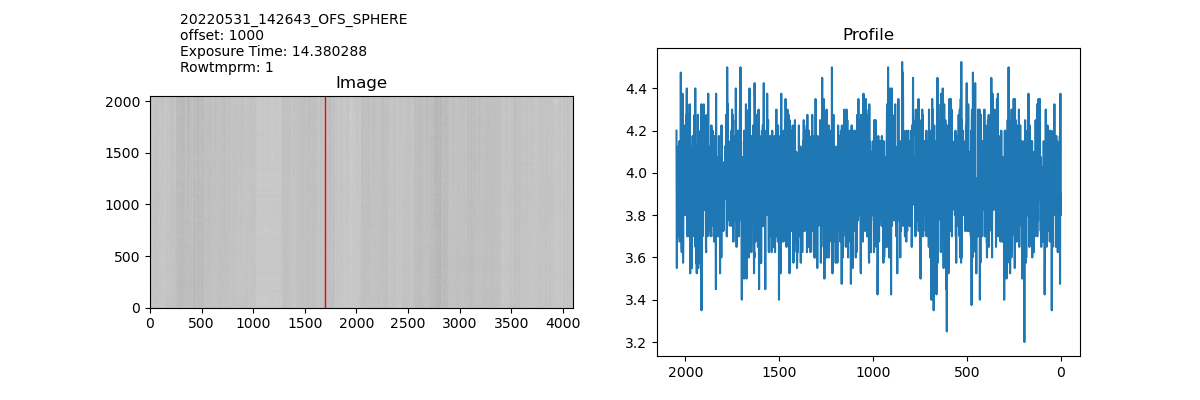 20220531_142643_OFS_SPHERE
offset: 1000
Exposure Time: 14.380288
Rowtmprm: 1
Image
2000
1500
1000
500
0
0 500 1000 1500 2000 2500 3000 3500 4000
Profile
4.4
4.2
4.0
3.8
3.6
3.4
3.2
2000 1500 1000 500 0